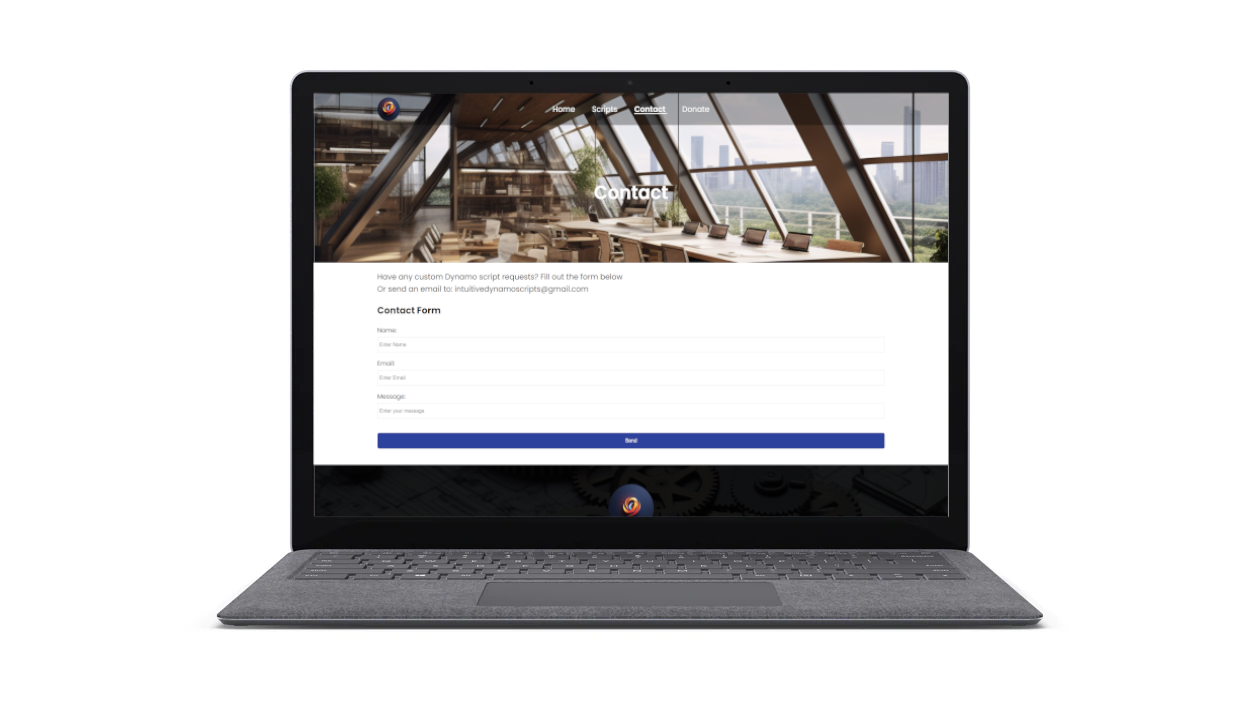 Home Scripts Contact Donate
Contact
Have any custom Dynamo script requests? Fill out the form below
Or send an email to: intuitivedynamoscripts@gmail.com
Contact Form
Name:
Enter Name
Email:
Enter Email
Message:
Enter your message
Send